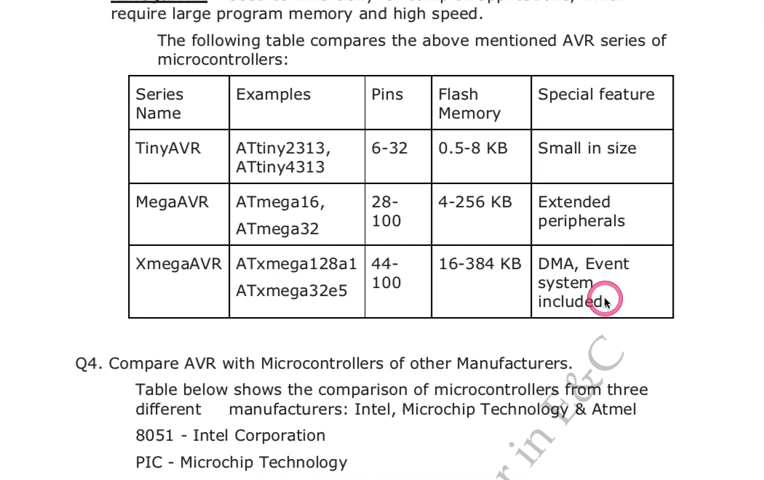 require large program memory and high speed.
The following table compares the above mentioned AVR series of
microcontrollers:
Series Name Examples Pins Flash Memory Special feature
TinyAVR ATtiny2313, ATtiny4313 6-32 0.5-8 KB Small in size
MegaAVR ATmega16, ATmega32 28-100 4-256 KB Extended peripherals
XmegaAVR ATxmega128a1 ATxmega32e5 44-100 16-384 KB DMA, Event system included
Q4. Compare AVR with Microcontrollers of other Manufacturers.
Table below shows the comparison of microcontrollers from three
different manufacturers: Intel, Microchip Technology & Atmel
8051 - Intel Corporation
PIC - Microchip Technology
r in E&C